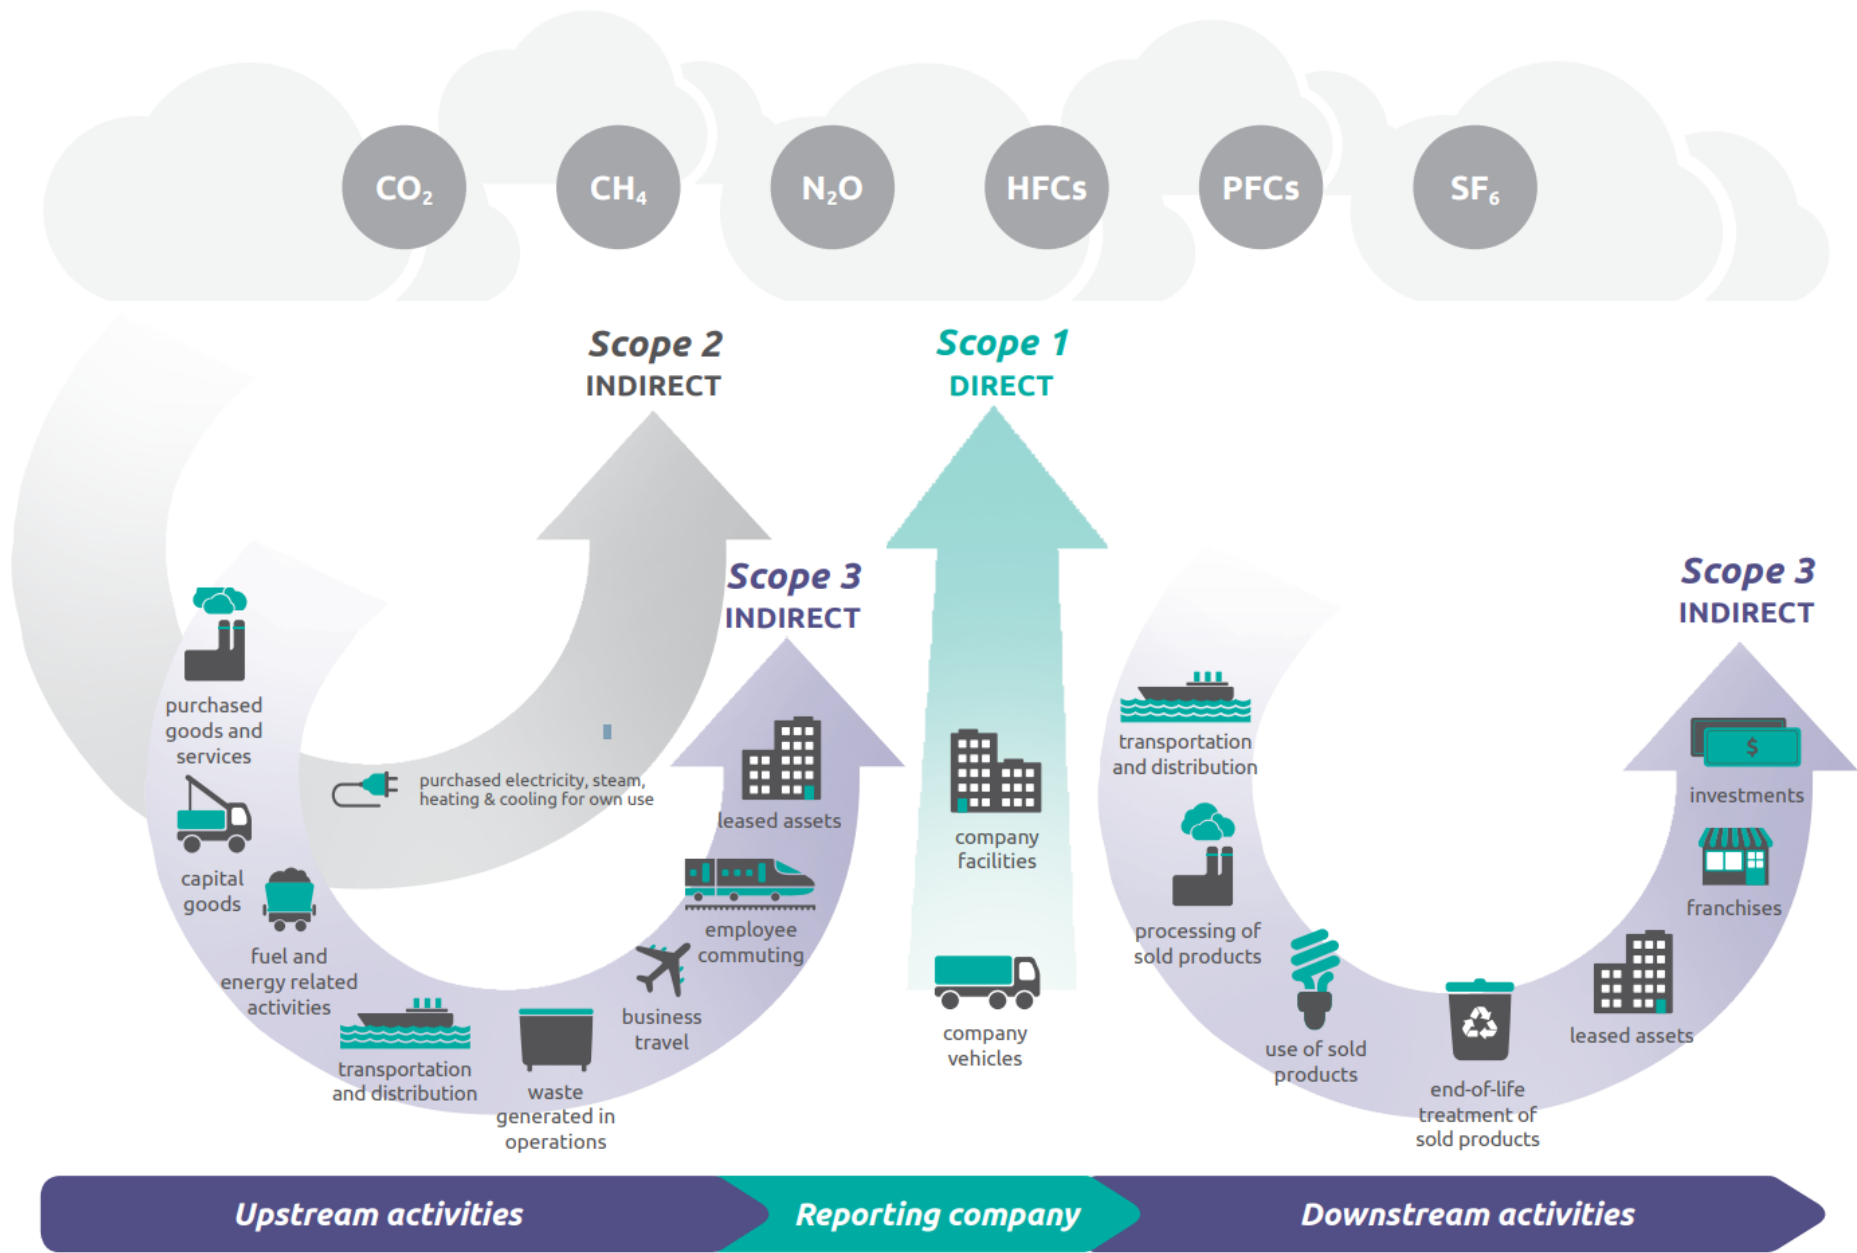 CO₂
CH₄
N₂O
HFCs
PFCs
SF₆
Scope 2
INDIRECT
Scope 1
DIRECT
Scope 3
INDIRECT
Scope 3
INDIRECT
purchased
goods and
services
capital
goods
fuel and
energy related
activities
purchased electricity, steam,
heating & cooling for own use
transportation
and distribution
waste
generated in
operations
business
travel
employee
commuting
leased assets
company
facilities
company
vehicles
transportation
and distribution
processing of
sold products
use of sold
products
end-of-life
treatment of
sold products
leased assets
franchises
$
investments
Upstream activities
Reporting company
Downstream activities